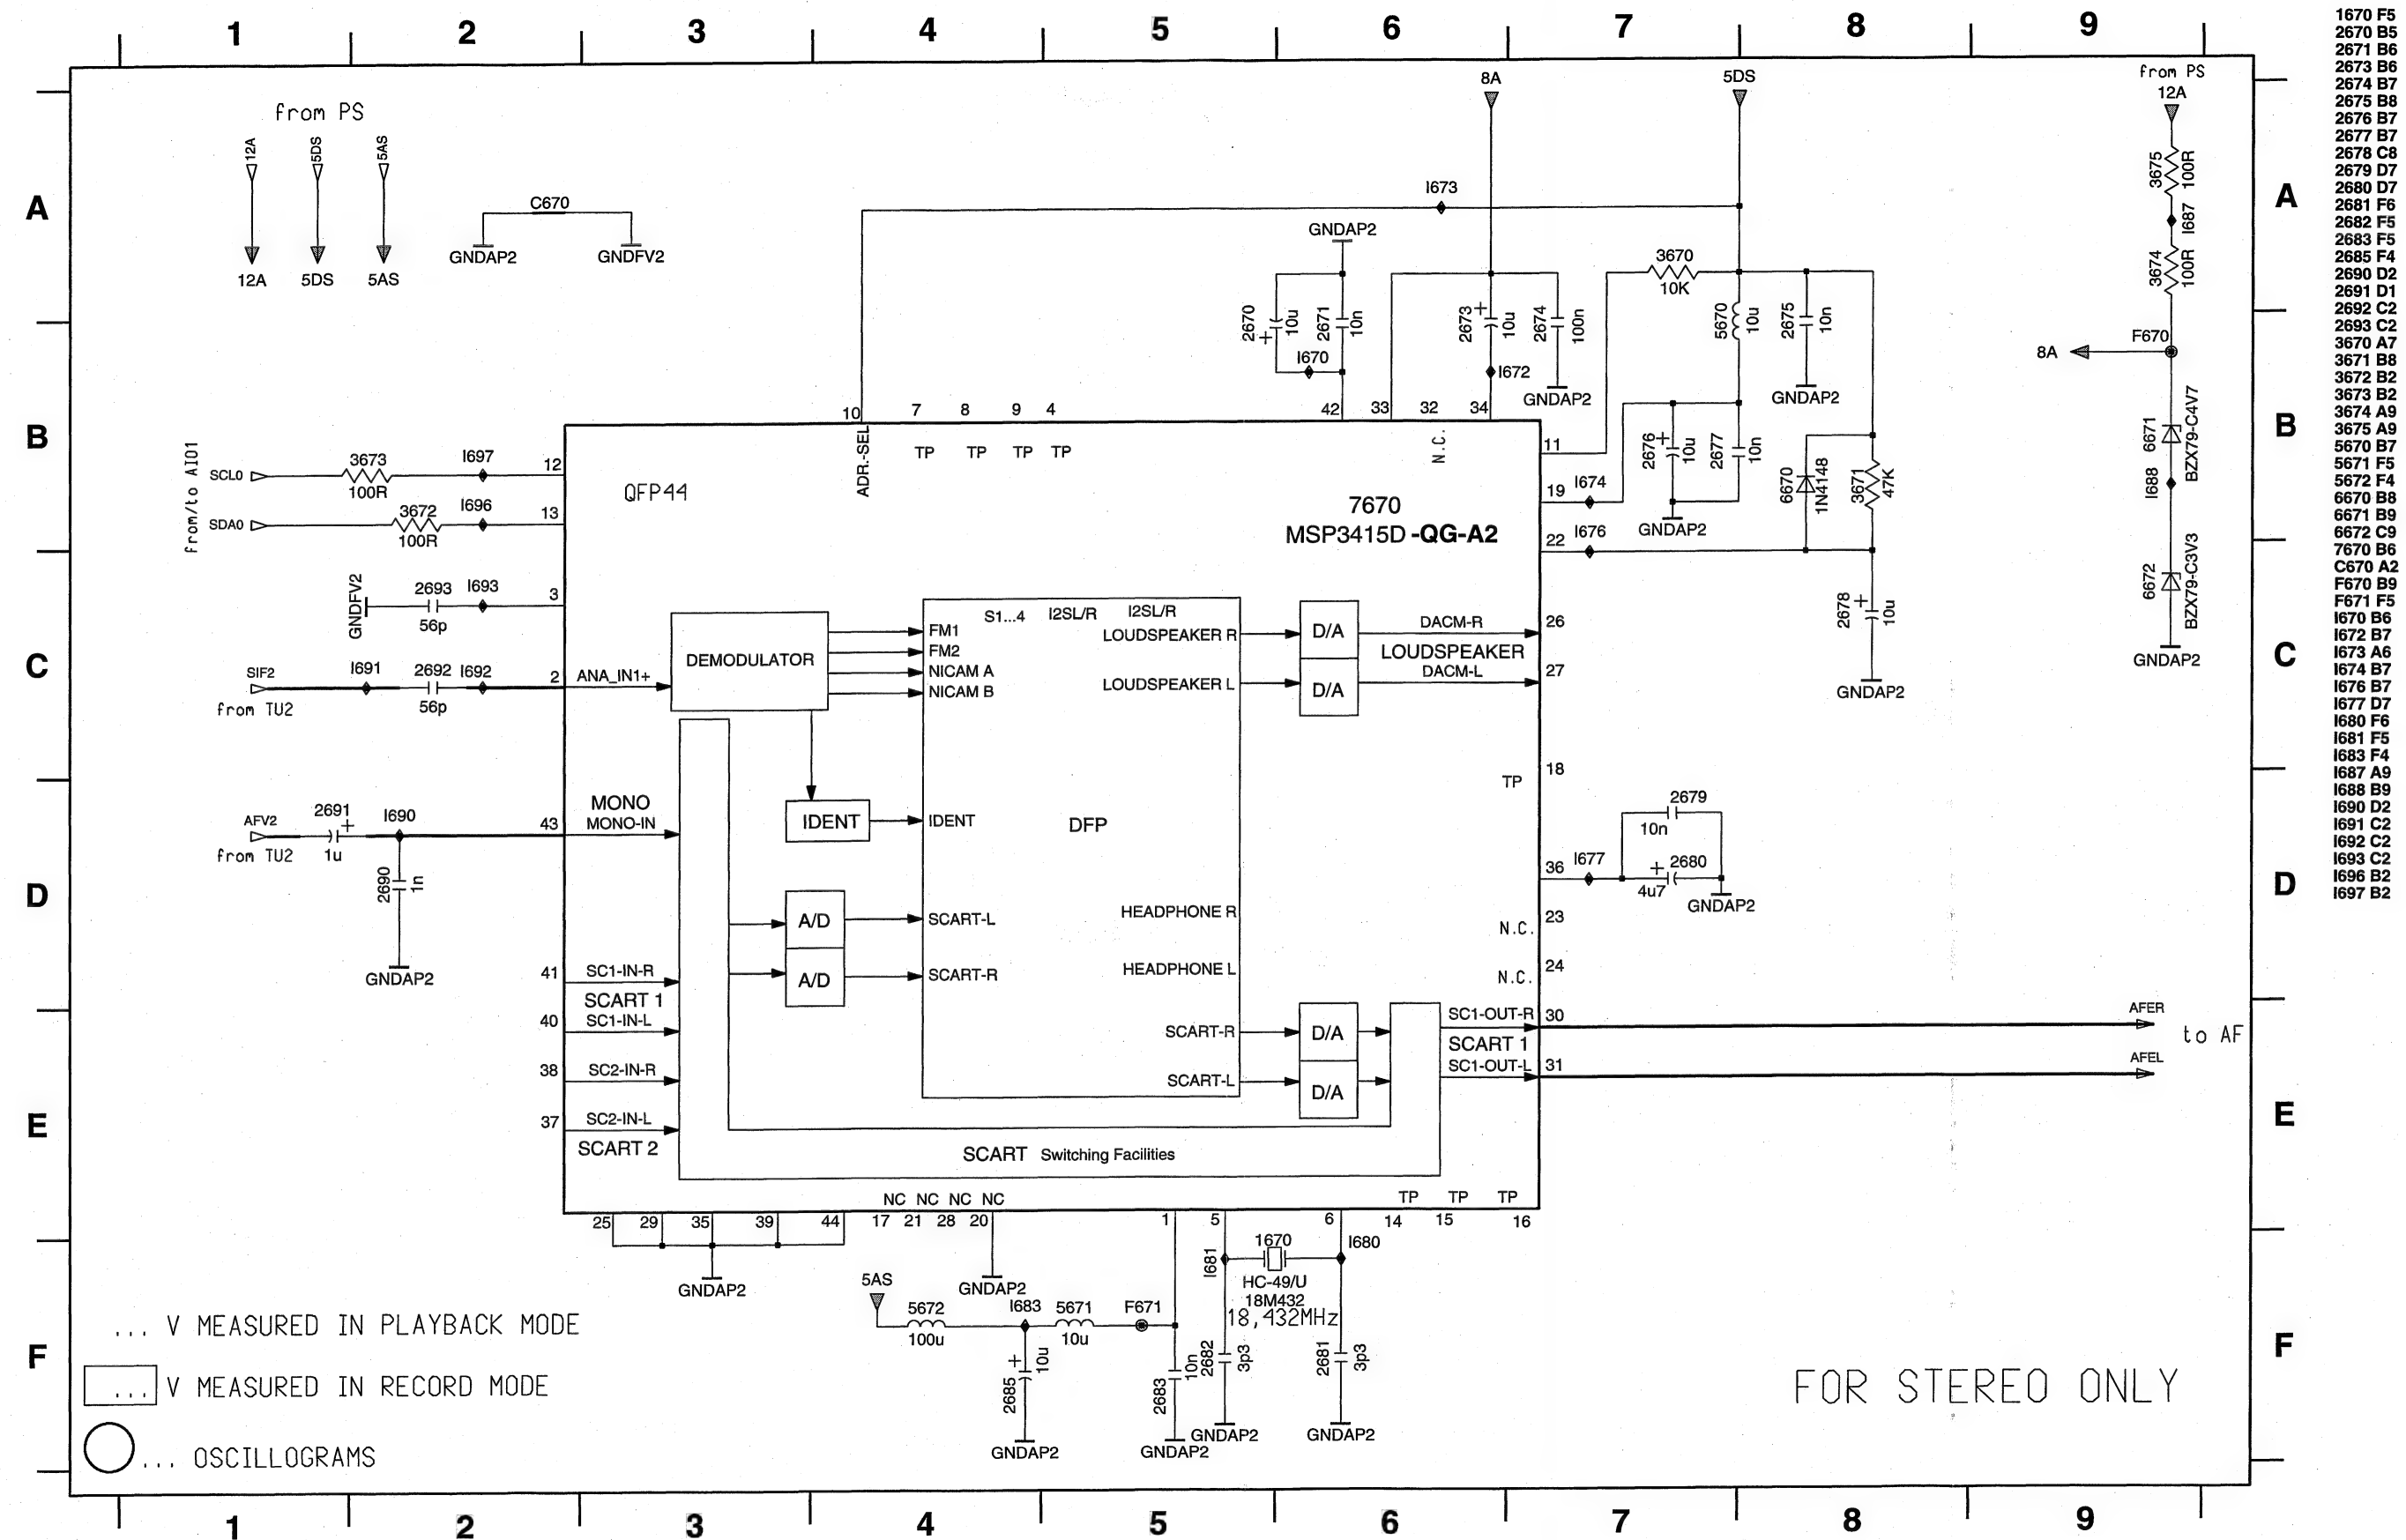 1 2 3 4 5 6 7 8 9
A
from PS
12A 5DS 5AS
12A 5DS 5AS
C670
GNDAP2 GNDFV2
8A
5DS
from PS
12A
3675
100R
I687
3674
100R
A
I673
GNDAP2
3670
10K
2670
10u
+
2671
10n
I670
2673
+
10u
2674
100n
I672
GNDAP2
5670
10u
2675
10n
GNDAP2
8A
F670
B
from/to AIO1
SCL0
3673
100R
I697
12
SDA0
3672
100R
I696
13
10 7 8 9 4 42 33 32 34
ADR.-SEL
TP TP TP TP
N.C.
QFP44
7670
MSP3415D -QG-A2
11
19 I674
22 I676
2676
+
10u
2677
10n
GNDAP2
6670
1N4148
3671
47K
6671
BZX79-C4V7
I688
B
C
GNDFV2
2693
56p
I693
3
SIF2
from TU2
I691
2692
56p
I692
2
ANA_IN1+
DEMODULATOR
FM1
FM2
NICAM A
NICAM B
S1...4 I2SL/R I2SL/R
LOUDSPEAKER R
LOUDSPEAKER L
D/A
D/A
DACM-R
LOUDSPEAKER
DACM-L
26
27
TP
18
2678
+
10u
GNDAP2
6672
BZX79-C3V3
GNDAP2
C
D
AFV2
from TU2
2691
+
1u
I690
43
MONO
MONO-IN
2690
1n
GNDAP2
IDENT
IDENT
DFP
A/D
A/D
SCART-L
SCART-R
HEADPHONE R
HEADPHONE L
2679
10n
36 I677
+
2680
4u7
GNDAP2
N.C.
23
N.C.
24
D
E
41
SC1-IN-R
SCART 1
40
SC1-IN-L
38
SC2-IN-R
37
SC2-IN-L
SCART 2
SCART-R
SCART-L
D/A
D/A
SC1-OUT-R
30
SCART 1
SC1-OUT-L
31
AFER
to AF
AFEL
SCART Switching Facilities
E
NC NC NC NC
TP TP TP
25 29 35 39 44 17 21 28 20 1 5 6 14 15 16
GNDAP2
GNDAP2
5AS
5672
100u
I683
5671
10u
F671
2685
+
10u
GNDAP2
2683
10n
GNDAP2
I681
1670
HC-49/U
18M432
18,432MHz
I680
2682
3p3
GNDAP2
2681
3p3
GNDAP2
F
... V MEASURED IN PLAYBACK MODE
... V MEASURED IN RECORD MODE
... OSCILLOGRAMS
FOR STEREO ONLY
F
1 2 3 4 5 6 7 8 9
1670 F5
2670 B5
2671 B6
2673 B6
2674 B7
2675 B8
2676 B7
2677 B7
2678 C8
2679 D7
2680 D7
2681 F6
2682 F5
2683 F5
2685 F4
2690 D2
2691 D1
2692 C2
2693 C2
3670 A7
3671 B8
3672 B2
3673 B2
3674 A9
3675 A9
5670 B7
5671 F5
5672 F4
6670 B8
6671 B9
6672 C9
7670 B6
C670 A2
F670 B9
F671 F5
I670 B6
I672 B7
I673 A6
I674 B7
I676 B7
I677 D7
I680 F6
I681 F5
I683 F4
I687 A9
I688 B9
I690 D2
I691 C2
I692 C2
I693 C2
I696 B2
I697 B2